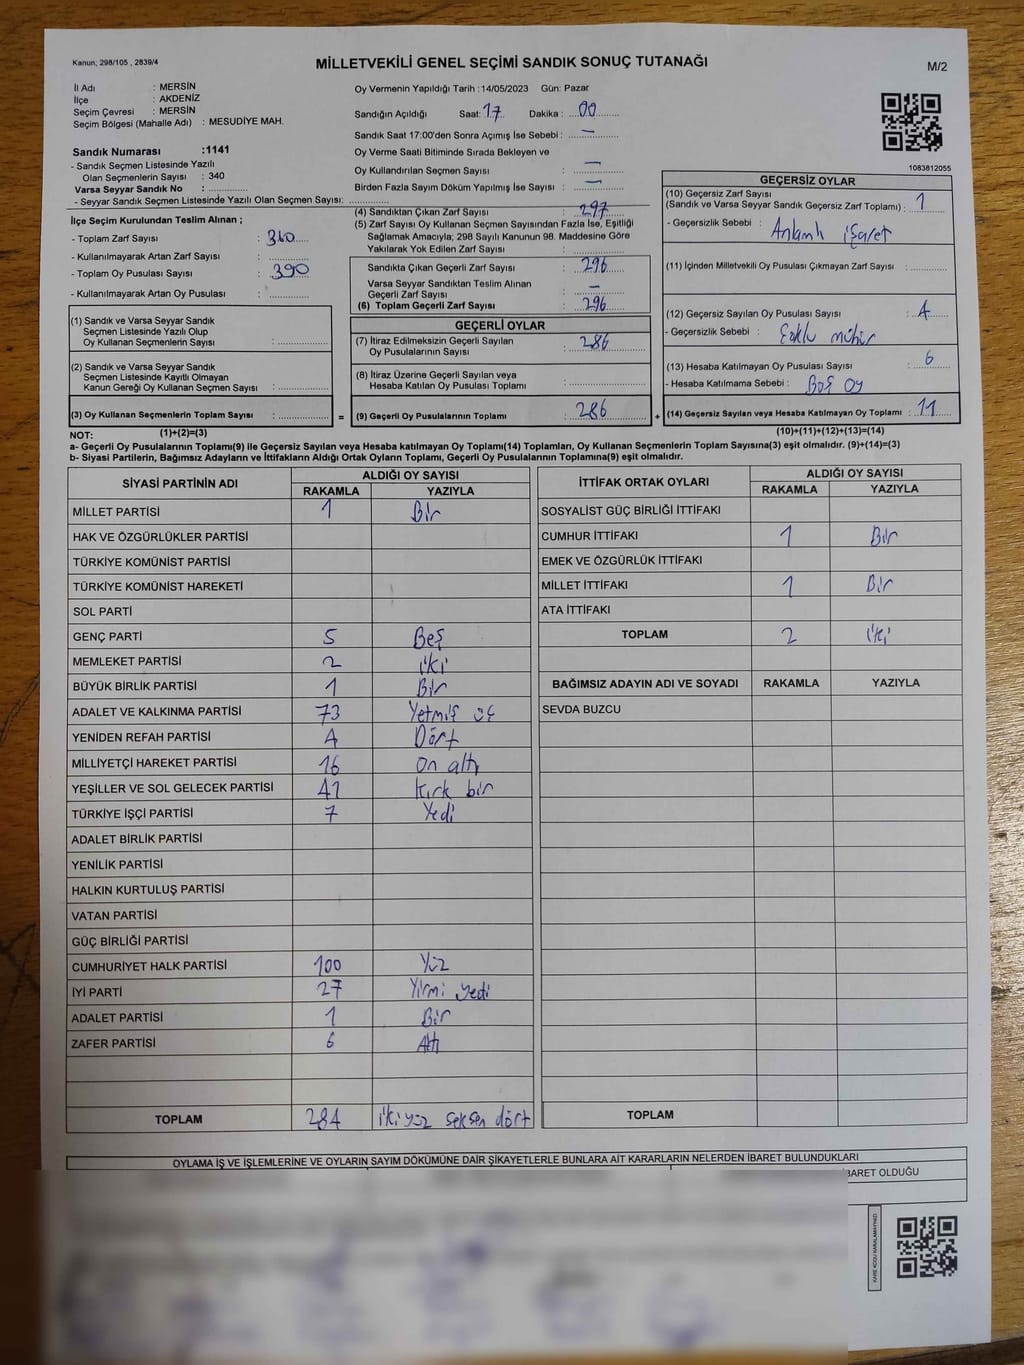 Kanun; 298/105 , 2839/4
MİLLETVEKİLİ GENEL SEÇİMİ SANDIK SONUÇ TUTANAĞI
M/2
İl Adı : MERSİN
İlçe : AKDENİZ
Seçim Çevresi : MERSİN
Seçim Bölgesi (Mahalle Adı) : MESUDİYE MAH.
Sandık Numarası :1141
- Sandık Seçmen Listesinde Yazılı
Olan Seçmenlerin Sayısı : 340
Varsa Seyyar Sandık No :
- Seyyar Sandık Seçmen Listesinde Yazılı Olan Seçmen Sayısı:
İlçe Seçim Kurulundan Teslim Alınan ;
- Toplam Zarf Sayısı : 360
- Kullanılmayarak Artan Zarf Sayısı :
- Toplam Oy Pusulası Sayısı : 390
- Kullanılmayarak Artan Oy Pusulası :
Oy Vermenin Yapıldığı Tarih :14/05/2023 Gün: Pazar
Sandığın Açıldığı Saat: 17 Dakika : 00
Sandık Saat 17:00'den Sonra Açımış İse Sebebi : —
Oy Verme Saati Bitiminde Sırada Bekleyen ve
Oy Kullandırılan Seçmen Sayısı : —
Birden Fazla Sayım Döküm Yapılmış İse Sayısı : —
(4) Sandıktan Çıkan Zarf Sayısı : 297
(5) Zarf Sayısı Oy Kullanan Seçmen Sayısından Fazla İse, Eşitliği
Sağlamak Amacıyla; 298 Sayılı Kanunun 98. Maddesine Göre
Yakılarak Yok Edilen Zarf Sayısı :
Sandıkta Çıkan Geçerli Zarf Sayısı : 296
Varsa Seyyar Sandıktan Teslim Alınan
Geçerli Zarf Sayısı : —
(6) Toplam Geçerli Zarf Sayısı : 296
1083812055
GEÇERSİZ OYLAR
(10) Geçersiz Zarf Sayısı
(Sandık ve Varsa Seyyar Sandık Geçersiz Zarf Toplamı) : 1
- Geçersizlik Sebebi : Anlamlı işaret
(11) İçinden Milletvekili Oy Pusulası Çıkmayan Zarf Sayısı :
(12) Geçersiz Sayılan Oy Pusulası Sayısı : 4
- Geçersizlik Sebebi : mühür
(13) Hesaba Katılmayan Oy Pusulası Sayısı : 6
- Hesaba Katılmama Sebebi : Boş oy
(14) Geçersiz Sayılan veya Hesaba Katılmayan Oy Toplamı : 11
(10)+(11)+(12)+(13)=(14)
(1) Sandık ve Varsa Seyyar Sandık
Seçmen Listesinde Yazılı Olup
Oy Kullanan Seçmenlerin Sayısı :
(2) Sandık ve Varsa Seyyar Sandık
Seçmen Listesinde Kayıtlı Olmayan
Kanun Gereği Oy Kullanan Seçmen Sayısı :
(3) Oy Kullanan Seçmenlerin Toplam Sayısı : =
(1)+(2)=(3)
GEÇERLİ OYLAR
(7) İtiraz Edilmeksizin Geçerli Sayılan
Oy Pusulalarının Sayısı : 286
(8) İtiraz Üzerine Geçerli Sayılan veya
Hesaba Katılan Oy Pusulası Toplamı :
(9) Geçerli Oy Pusulalarının Toplamı : 286 +
NOT:
a- Geçerli Oy Pusulalarının Toplamı(9) ile Geçersiz Sayılan veya Hesaba katılmayan Oy Toplamı(14) Toplamları, Oy Kullanan Seçmenlerin Toplam Sayısına(3) eşit olmalıdır. (9)+(14)=(3)
b- Siyasi Partilerin, Bağımsız Adayların ve İttifakların Aldığı Ortak Oyların Toplamı, Geçerli Oy Pusulalarının Toplamına(9) eşit olmalıdır.
SİYASİ PARTİNİN ADI ALDIĞI OY SAYISI
RAKAMLA YAZIYLA
MİLLET PARTİSİ 1 Bir
HAK VE ÖZGÜRLÜKLER PARTİSİ
TÜRKİYE KOMÜNİST PARTİSİ
TÜRKİYE KOMÜNİST HAREKETİ
SOL PARTİ
GENÇ PARTİ 5 Beş
MEMLEKET PARTİSİ 2 iki
BÜYÜK BİRLİK PARTİSİ 1 Bir
ADALET VE KALKINMA PARTİSİ 73 Yetmiş üç
YENİDEN REFAH PARTİSİ 4 Dört
MİLLİYETÇİ HAREKET PARTİSİ 16 on altı
YEŞİLLER VE SOL GELECEK PARTİSİ 41 kırk bir
TÜRKİYE İŞÇİ PARTİSİ 7 Yedi
ADALET BİRLİK PARTİSİ
YENİLİK PARTİSİ
HALKIN KURTULUŞ PARTİSİ
VATAN PARTİSİ
GÜÇ BİRLİĞİ PARTİSİ
CUMHURİYET HALK PARTİSİ 100 Yüz
İYİ PARTİ 27 Yirmi yedi
ADALET PARTİSİ 1 Bir
ZAFER PARTİSİ 6 Altı
TOPLAM 284 ikiyüz seksen dört
İTTİFAK ORTAK OYLARI ALDIĞI OY SAYISI
RAKAMLA YAZIYLA
SOSYALİST GÜÇ BİRLİĞİ İTTİFAKI
CUMHUR İTTİFAKI 1 Bir
EMEK VE ÖZGÜRLÜK İTTİFAKI
MİLLET İTTİFAKI 1 Bir
ATA İTTİFAKI
TOPLAM 2 iki
BAĞIMSIZ ADAYIN ADI VE SOYADI RAKAMLA YAZIYLA
SEVDA BUZCU
TOPLAM
OYLAMA İŞ VE İŞLEMLERİNE VE OYLARIN SAYIM DÖKÜMÜNE DAİR ŞİKAYETLERLE BUNLARA AİT KARARLARIN NELERDEN İBARET BULUNDUKLARI
İBARET OLDUĞU
KARE KODU KARALAMAYINIZ!